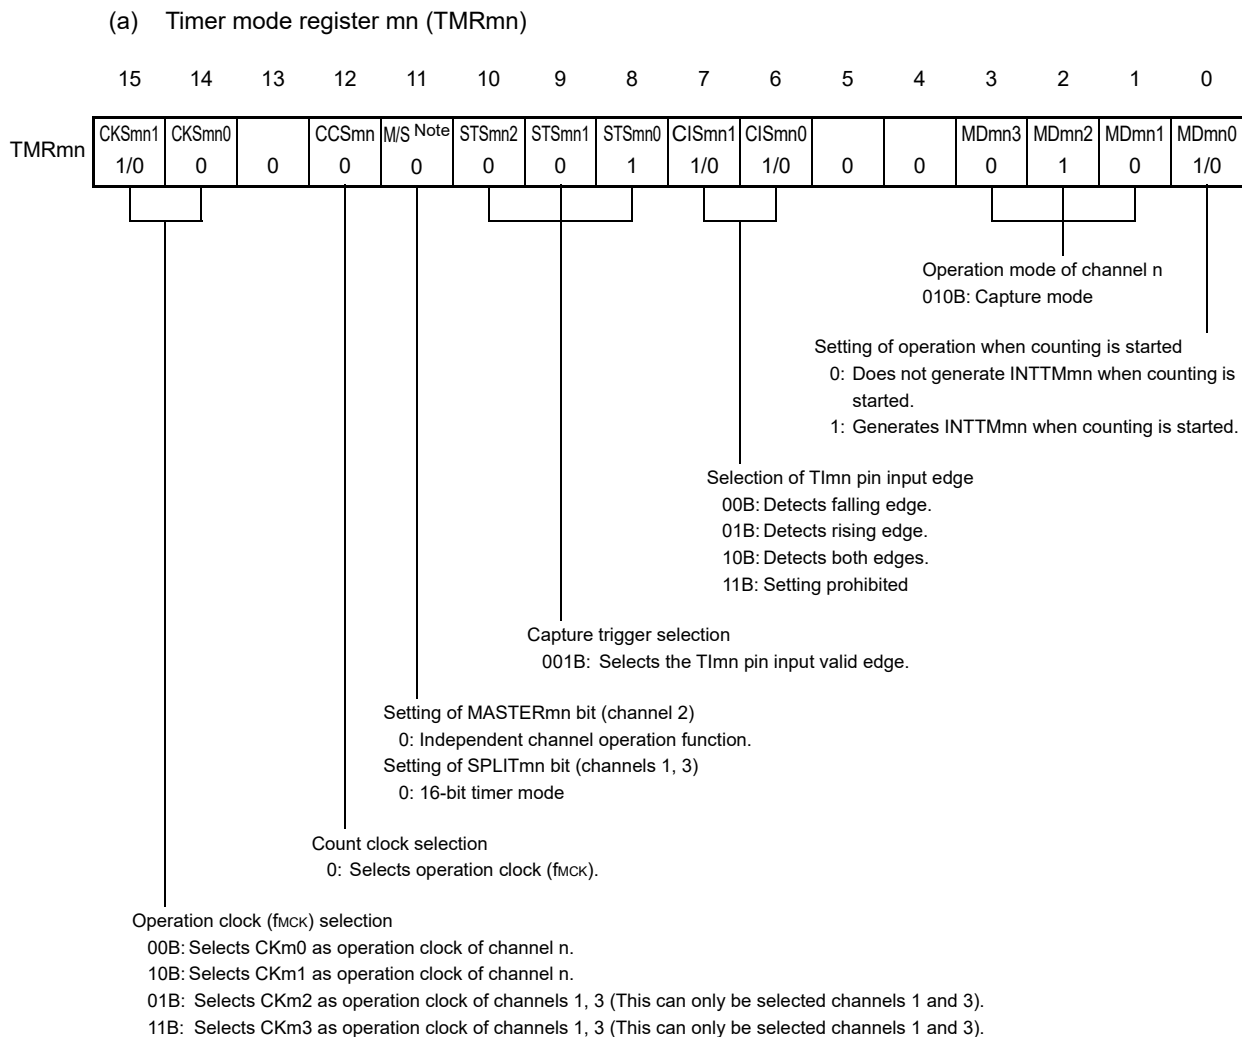 (a) Timer mode register mn (TMRmn)
15 14 13 12 11 10 9 8 7 6 5 4 3 2 1 0
TMRmn CKSmn1 CKSmn0 CCSmn M/S Note STSmn2 STSmn1 STSmn0 CISmn1 CISmn0 MDmn3 MDmn2 MDmn1 MDmn0
1/0 0 0 0 0 0 0 1 1/0 1/0 0 0 0 1 0 1/0
Operation mode of channel n
010B: Capture mode
Setting of operation when counting is started
0: Does not generate INTTMmn when counting is
started.
1: Generates INTTMmn when counting is started.
Selection of TImn pin input edge
00B: Detects falling edge.
01B: Detects rising edge.
10B: Detects both edges.
11B: Setting prohibited
Capture trigger selection
001B: Selects the TImn pin input valid edge.
Setting of MASTERmn bit (channel 2)
0: Independent channel operation function.
Setting of SPLITmn bit (channels 1, 3)
0: 16-bit timer mode
Count clock selection
0: Selects operation clock (fMCK).
Operation clock (fMCK) selection
00B: Selects CKm0 as operation clock of channel n.
10B: Selects CKm1 as operation clock of channel n.
01B: Selects CKm2 as operation clock of channels 1, 3 (This can only be selected channels 1 and 3).
11B: Selects CKm3 as operation clock of channels 1, 3 (This can only be selected channels 1 and 3).